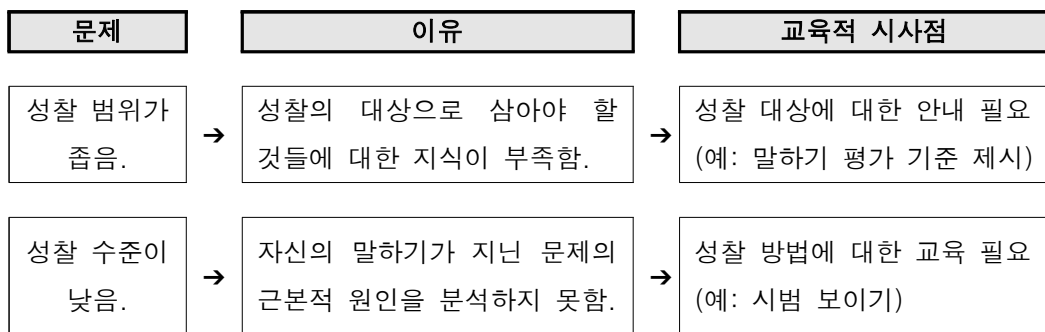 문제
이유
교육적 시사점
성찰 범위가
좁음.
➔
성찰의 대상으로 삼아야 할
것들에 대한 지식이 부족함.
➔
성찰 대상에 대한 안내 필요
(예: 말하기 평가 기준 제시)
성찰 수준이
낮음.
➔
자신의 말하기가 지닌 문제의
근본적 원인을 분석하지 못함.
➔
성찰 방법에 대한 교육 필요
(예: 시범 보이기)